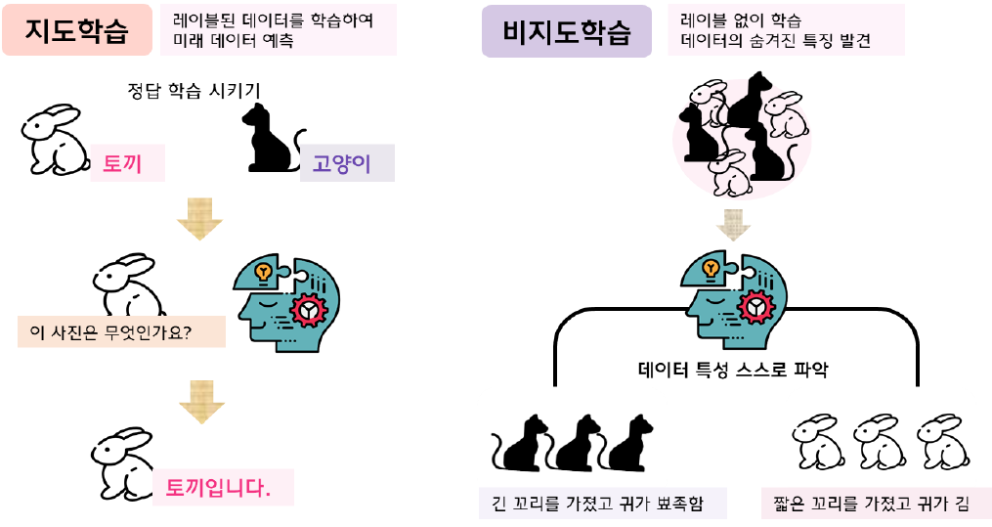 지도학습
레이블된 데이터를 학습하여
미래 데이터 예측
정답 학습 시키기
토끼
고양이
이 사진은 무엇인가요?
토끼입니다.
비지도학습
레이블 없이 학습
데이터의 숨겨진 특징 발견
데이터 특성 스스로 파악
긴 꼬리를 가졌고 귀가 뾰족함
짧은 꼬리를 가졌고 귀가 김